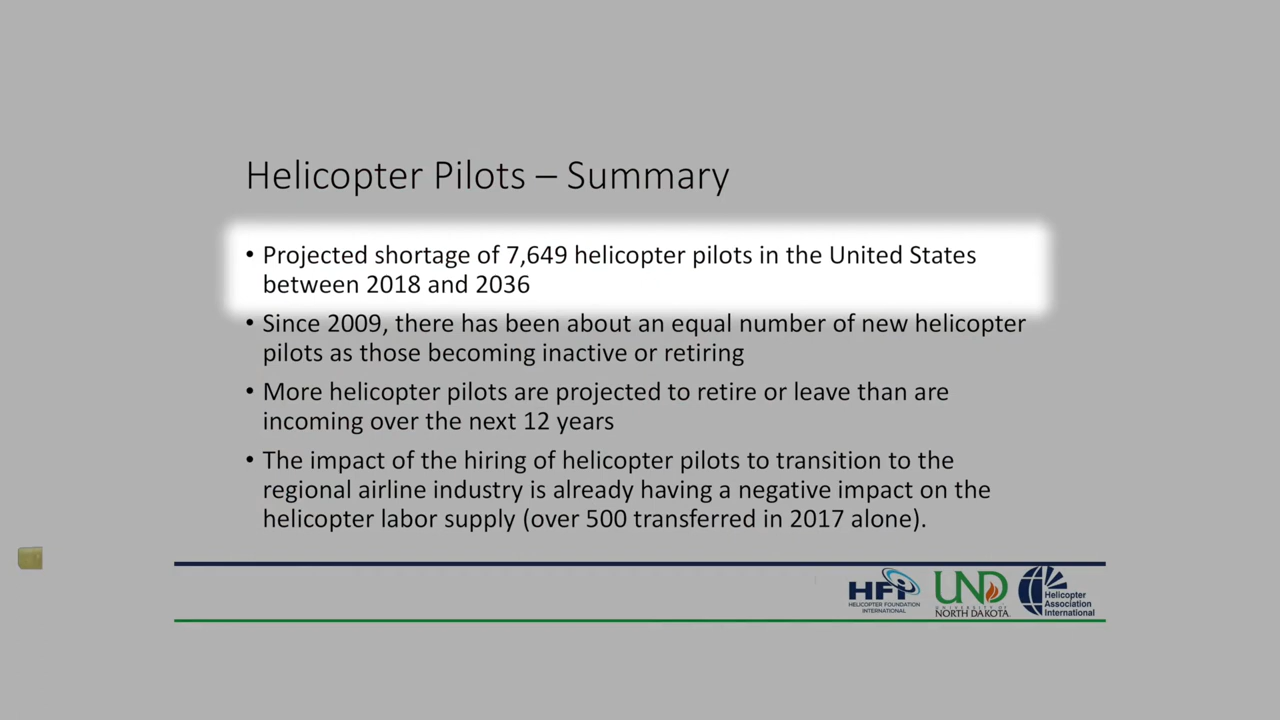 Helicopter Pilots – Summary
• Projected shortage of 7,649 helicopter pilots in the United States
between 2018 and 2036
• Since 2009, there has been about an equal number of new helicopter
pilots as those becoming inactive or retiring
• More helicopter pilots are projected to retire or leave than are
incoming over the next 12 years
• The impact of the hiring of helicopter pilots to transition to the
regional airline industry is already having a negative impact on the
helicopter labor supply (over 500 transferred in 2017 alone).
HFI
HELICOPTER FOUNDATION
INTERNATIONAL
UND
UNIVERSITY OF
NORTH DAKOTA
Helicopter
Association
International